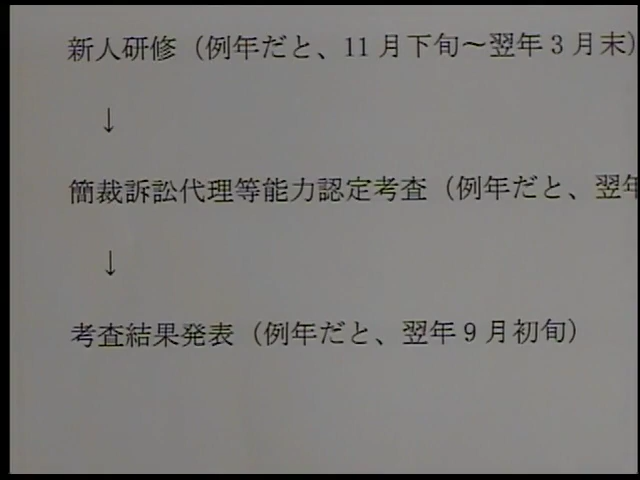 新人研修（例年だと、11月下旬～翌年3月末）
↓
簡裁訴訟代理等能力認定考査（例年だと、翌年
↓
考査結果発表（例年だと、翌年9月初旬）